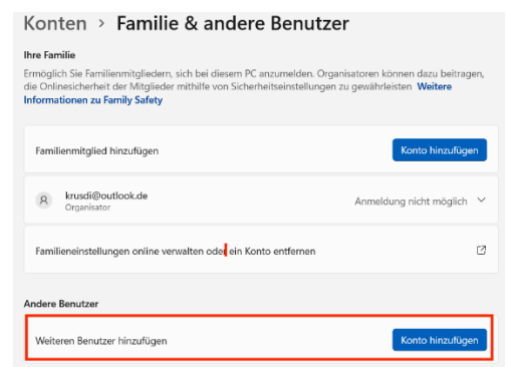 Konten > Familie & andere Benutzer
Ihre Familie
Ermöglich Sie Familienmitgliedern, sich bei diesem PC anzumelden. Organisatoren können dazu beitragen,
die Onlinesicherheit der Mitglieder mithilfe von Sicherheitseinstellungen zu gewährleisten Weitere
Informationen zu Family Safety
Familienmitglied hinzufügen
Konto hinzufügen
krusdi@outlook.de
Organisator
Anmeldung nicht möglich
Familieneinstellungen online verwalten oder ein Konto entfernen
Andere Benutzer
Weiteren Benutzer hinzufügen
Konto hinzufügen